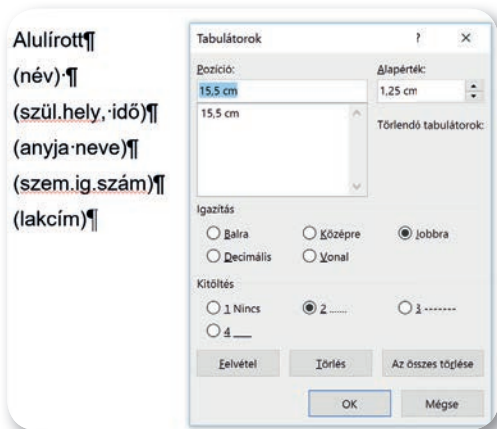 Alulírott¶
(név)·¶
(szül.hely,·idő)¶
(anyja·neve)¶
(szem.ig.szám)¶
(lakcím)¶
Tabulátorok ? ×
Pozíció: Alapérték:
15,5 cm 1,25 cm
15,5 cm Törlendő tabulátorok:
Igazítás
Balra Középre Jobbra
Decimális Vonal
Kitöltés
1 Nincs 2 ...... 3 -------
4 ___
Felvétel Törlés Az összes törlése
OK Mégse